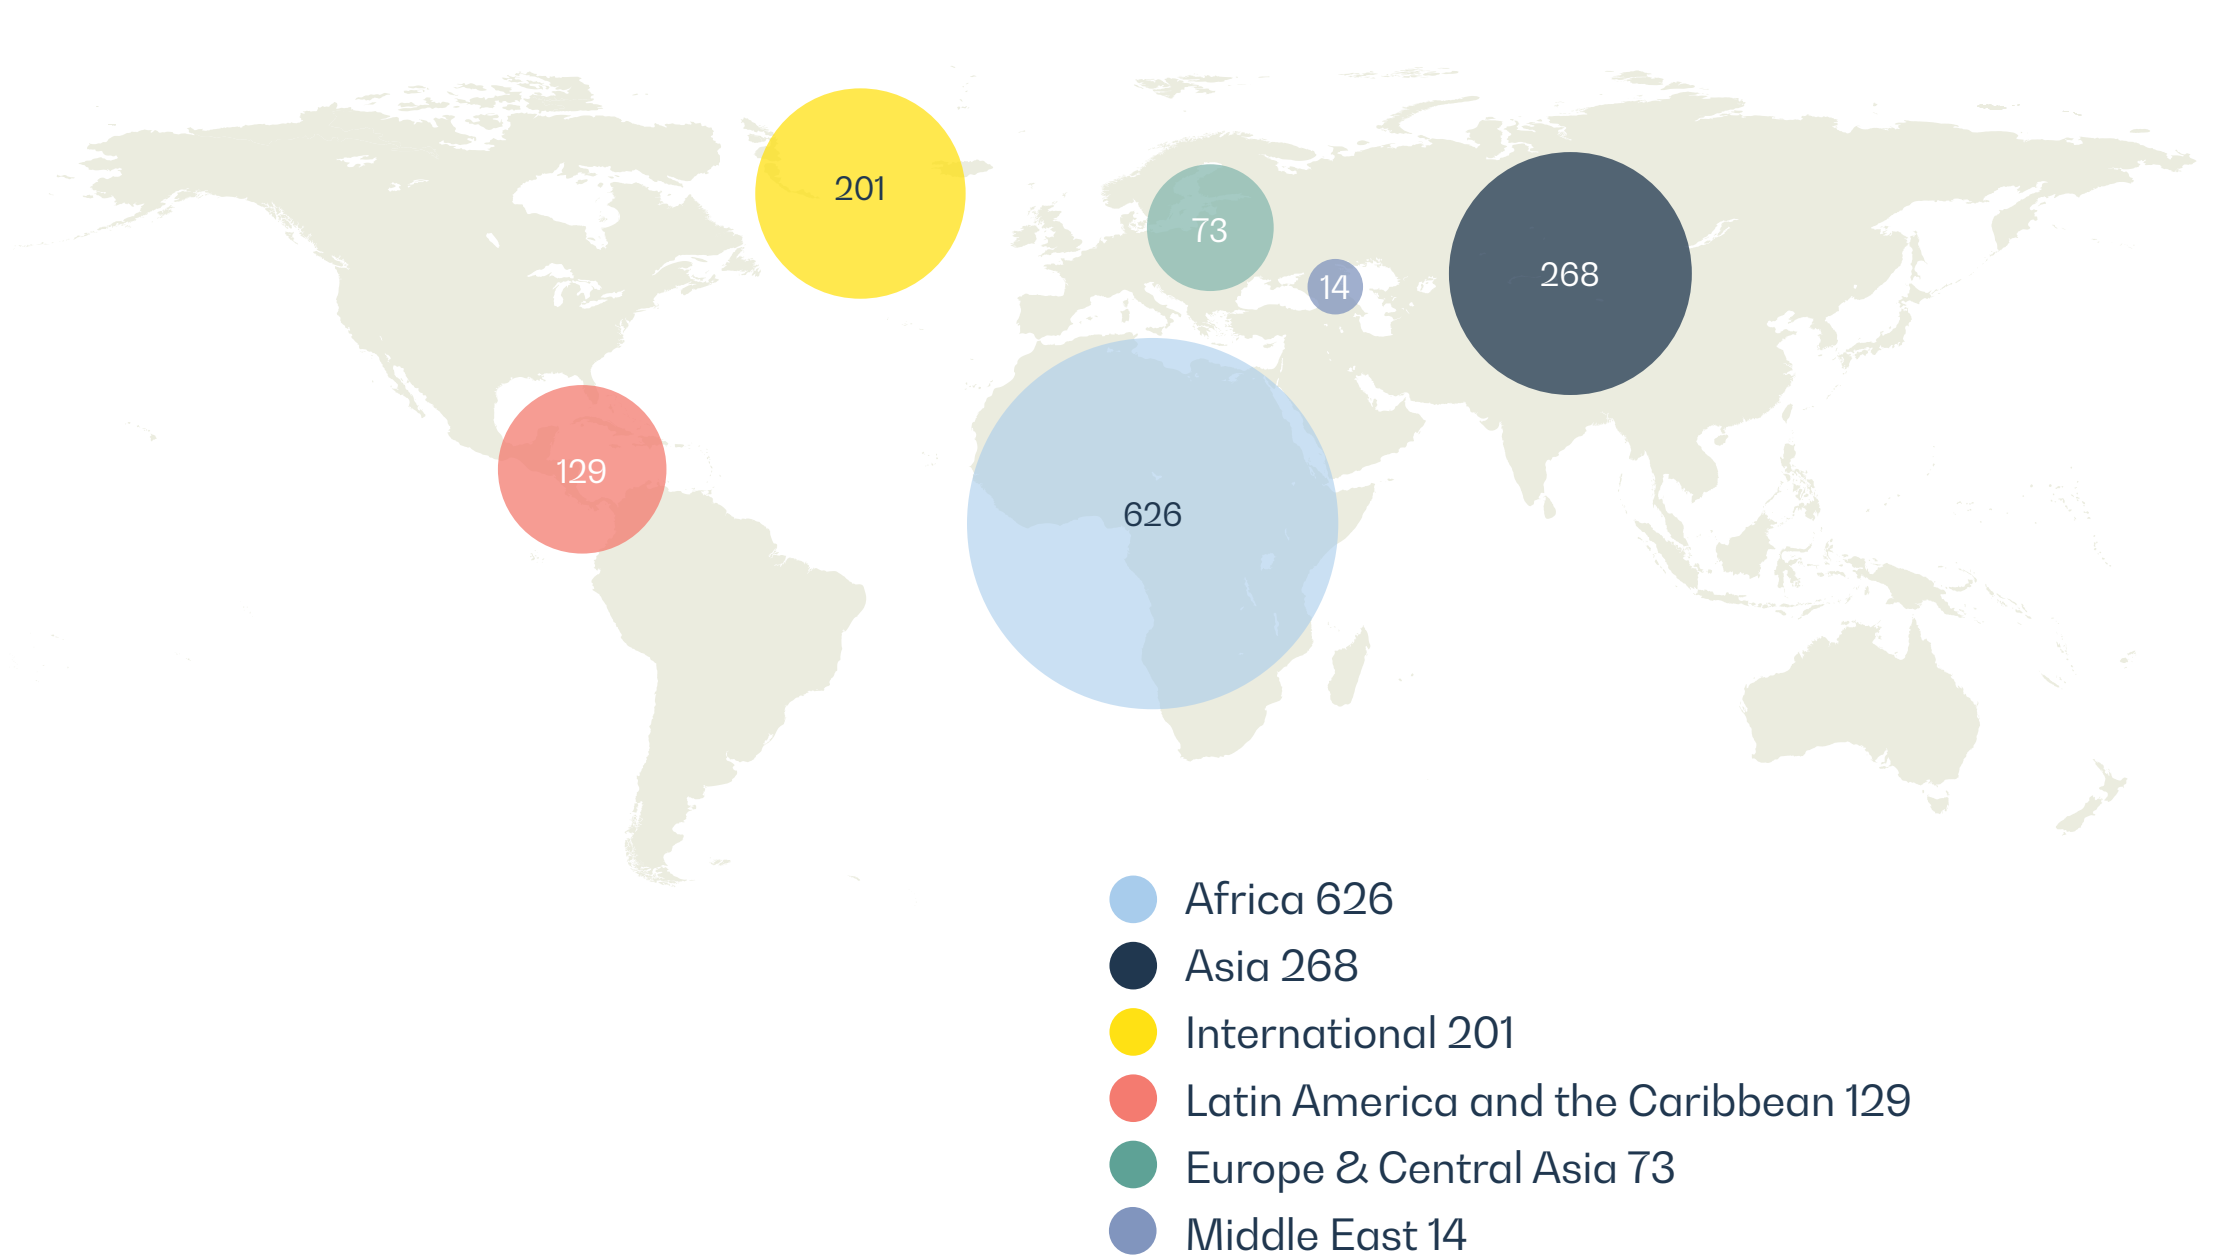 201
73
14
268
129
626
Africa 626
Asia 268
International 201
Latin America and the Caribbean 129
Europe & Central Asia 73
Middle East 14